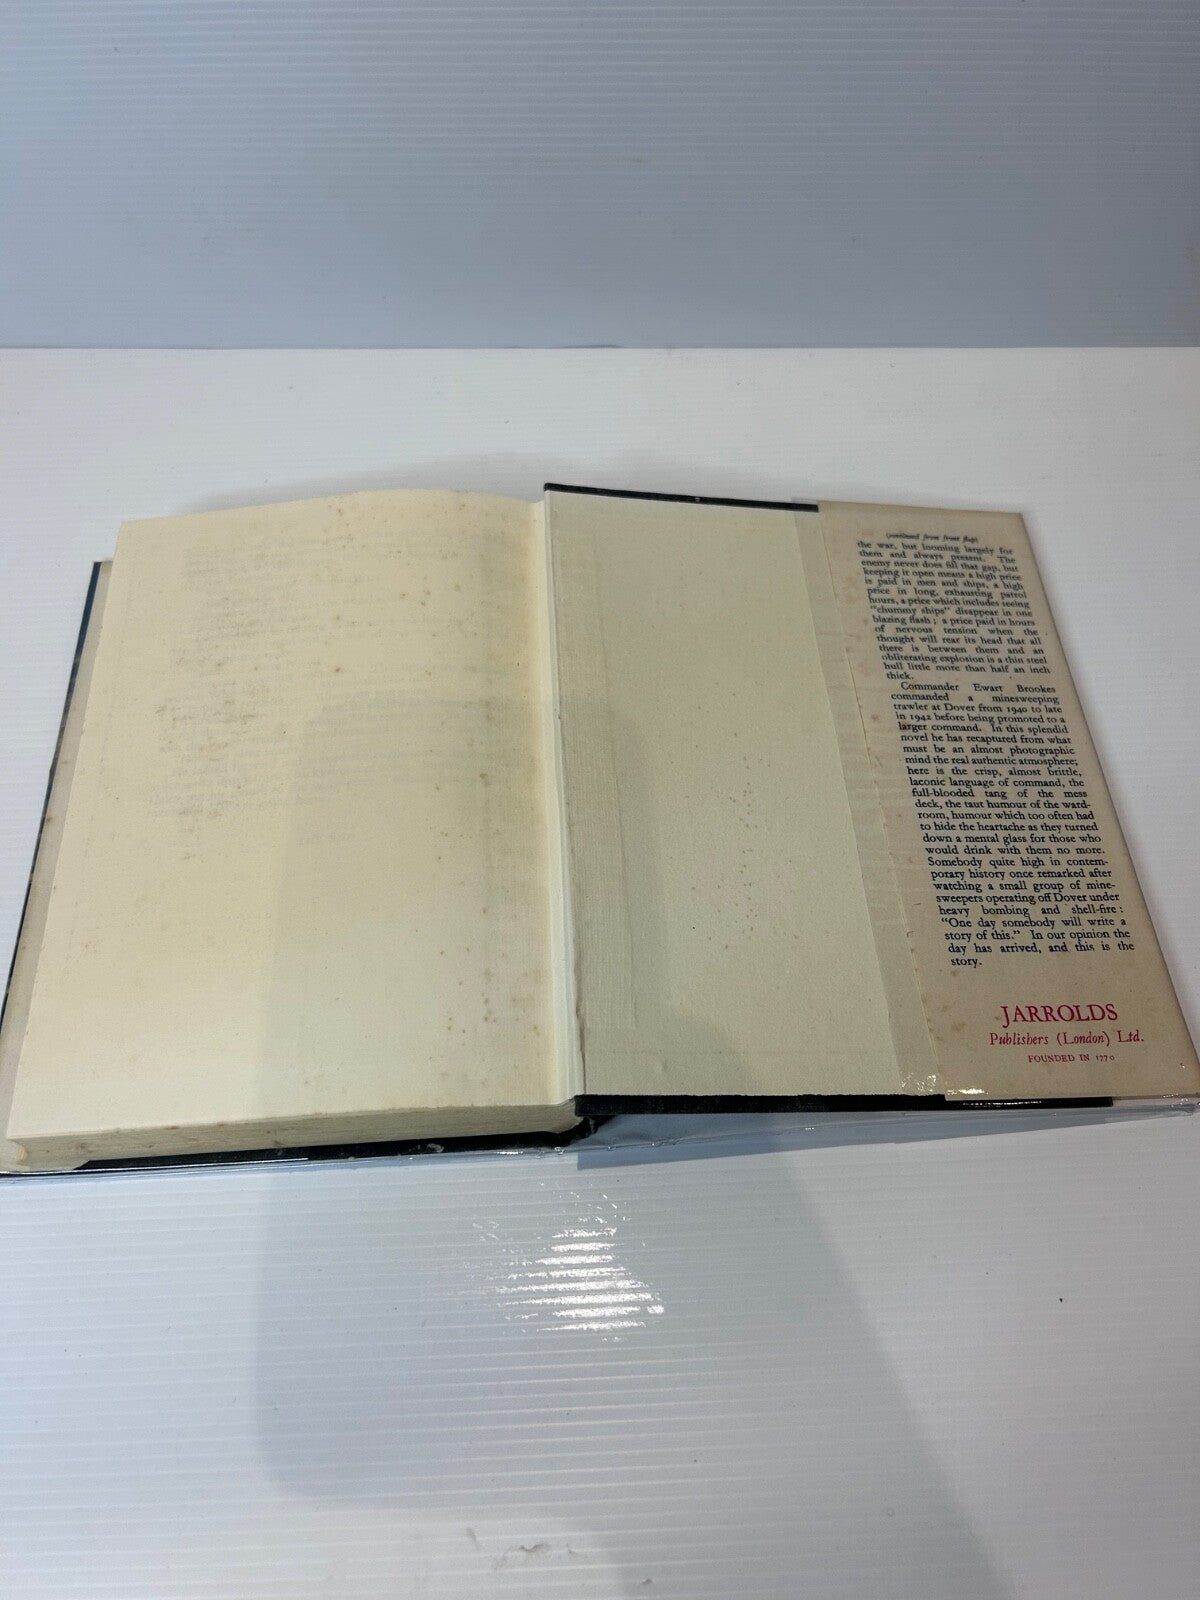 (continued from front flap)
the war, but looming largely for
them and always present. The
enemy never does fill that gap, but
keeping it open means a high price
is paid in men and ships, a high
price in long, exhausting patrol
hours, a price which includes seeing
"chummy ships" disappear in one
blazing flash; a price paid in hours
of nervous tension when the
thought will rear its head that all
there is between them and an
obliterating explosion is a thin steel
hull little more than half an inch
thick.
Commander Ewart Brookes
commanded a minesweeping
trawler at Dover from 1940 to late
in 1942 before being promoted to a
larger command. In this splendid
novel he has recaptured from what
must be an almost photographic
mind the real authentic atmosphere;
here is the crisp, almost brittle,
laconic language of command, the
full-blooded tang of the mess
deck, the taut humour of the ward-
room, humour which too often had
to hide the heartache as they turned
down a mental glass for those who
would drink with them no more.
Somebody quite high in contem-
porary history once remarked after
watching a small group of mine-
sweepers operating off Dover under
heavy bombing and shell-fire:
"One day somebody will write a
story of this." In our opinion the
day has arrived, and this is the
story.
JARROLDS
Publishers (London) Ltd.
FOUNDED IN 1770